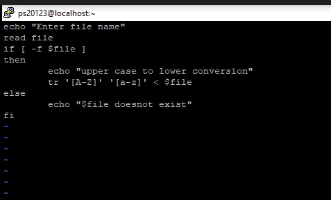 ps20123@localhost:~
echo "Enter file name"
read file
if [ -f $file ]
then
        echo "upper case to lower conversion"
        tr '[A-Z]' '[a-z]' < $file
else
        echo "$file doesnot exist"
fi
~
~
~
~
~
~